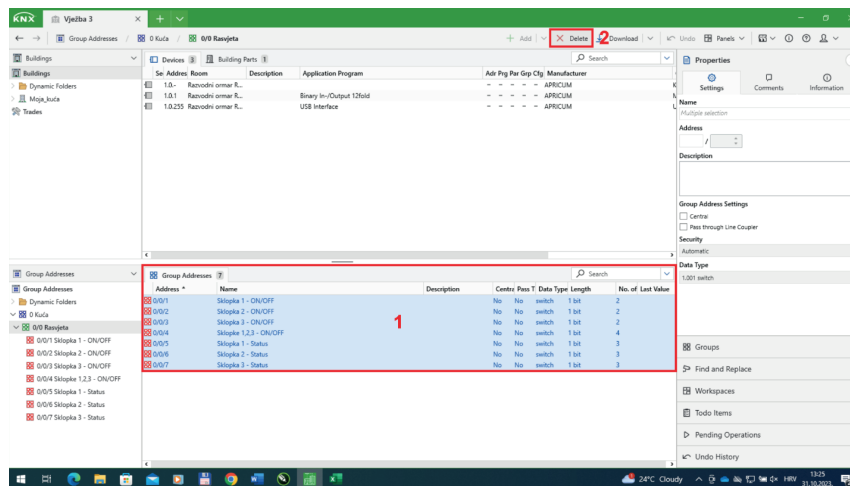 KNX Vježba 3
Group Addresses / 0 Kuća / 0/0 Rasvjeta
Add Delete 2 Download Undo Panels
Buildings
Devices 3 Building Parts 1
Search
Properties
Buildings
Dynamic Folders
Moja_kuća
Trades
Se Addres Room Description Application Program Adr Prg Par Grp Cfg Manufacturer
1.0.- Razvodni ormar R... - - - - - APRICUM
1.0.1 Razvodni ormar R... Binary In-/Output 12fold - - - - - APRICUM
1.0.255 Razvodni ormar R... USB Interface - - - - - APRICUM
Settings Comments Information
Name
Multiple selection
Address
/
Description
Group Address Settings
Central
Pass through Line Coupler
Security
Automatic
Data Type
1.001 switch
Group Addresses
Group Addresses
Dynamic Folders
0 Kuća
0/0 Rasvjeta
0/0/1 Sklopka 1 - ON/OFF
0/0/2 Sklopka 2 - ON/OFF
0/0/3 Sklopka 3 - ON/OFF
0/0/4 Sklopka 1,2,3 - ON/OFF
0/0/5 Sklopka 1 - Status
0/0/6 Sklopka 2 - Status
0/0/7 Sklopka 3 - Status
Group Addresses 7
Search
Address Name Description Centra Pass T Data Type Length No. of Last Value
0/0/1 Sklopka 1 - ON/OFF No No switch 1 bit 2
0/0/2 Sklopka 2 - ON/OFF No No switch 1 bit 2
0/0/3 Sklopka 3 - ON/OFF No No switch 1 bit 2
0/0/4 Sklopke 1,2,3 - ON/OFF No No switch 1 bit 4
0/0/5 Sklopka 1 - Status No No switch 1 bit 3
0/0/6 Sklopka 2 - Status No No switch 1 bit 3
0/0/7 Sklopka 3 - Status No No switch 1 bit 3
1
Groups
Find and Replace
Workspaces
Todo Items
Pending Operations
Undo History
24°C Cloudy
HRV
13:25
31.10.2023.